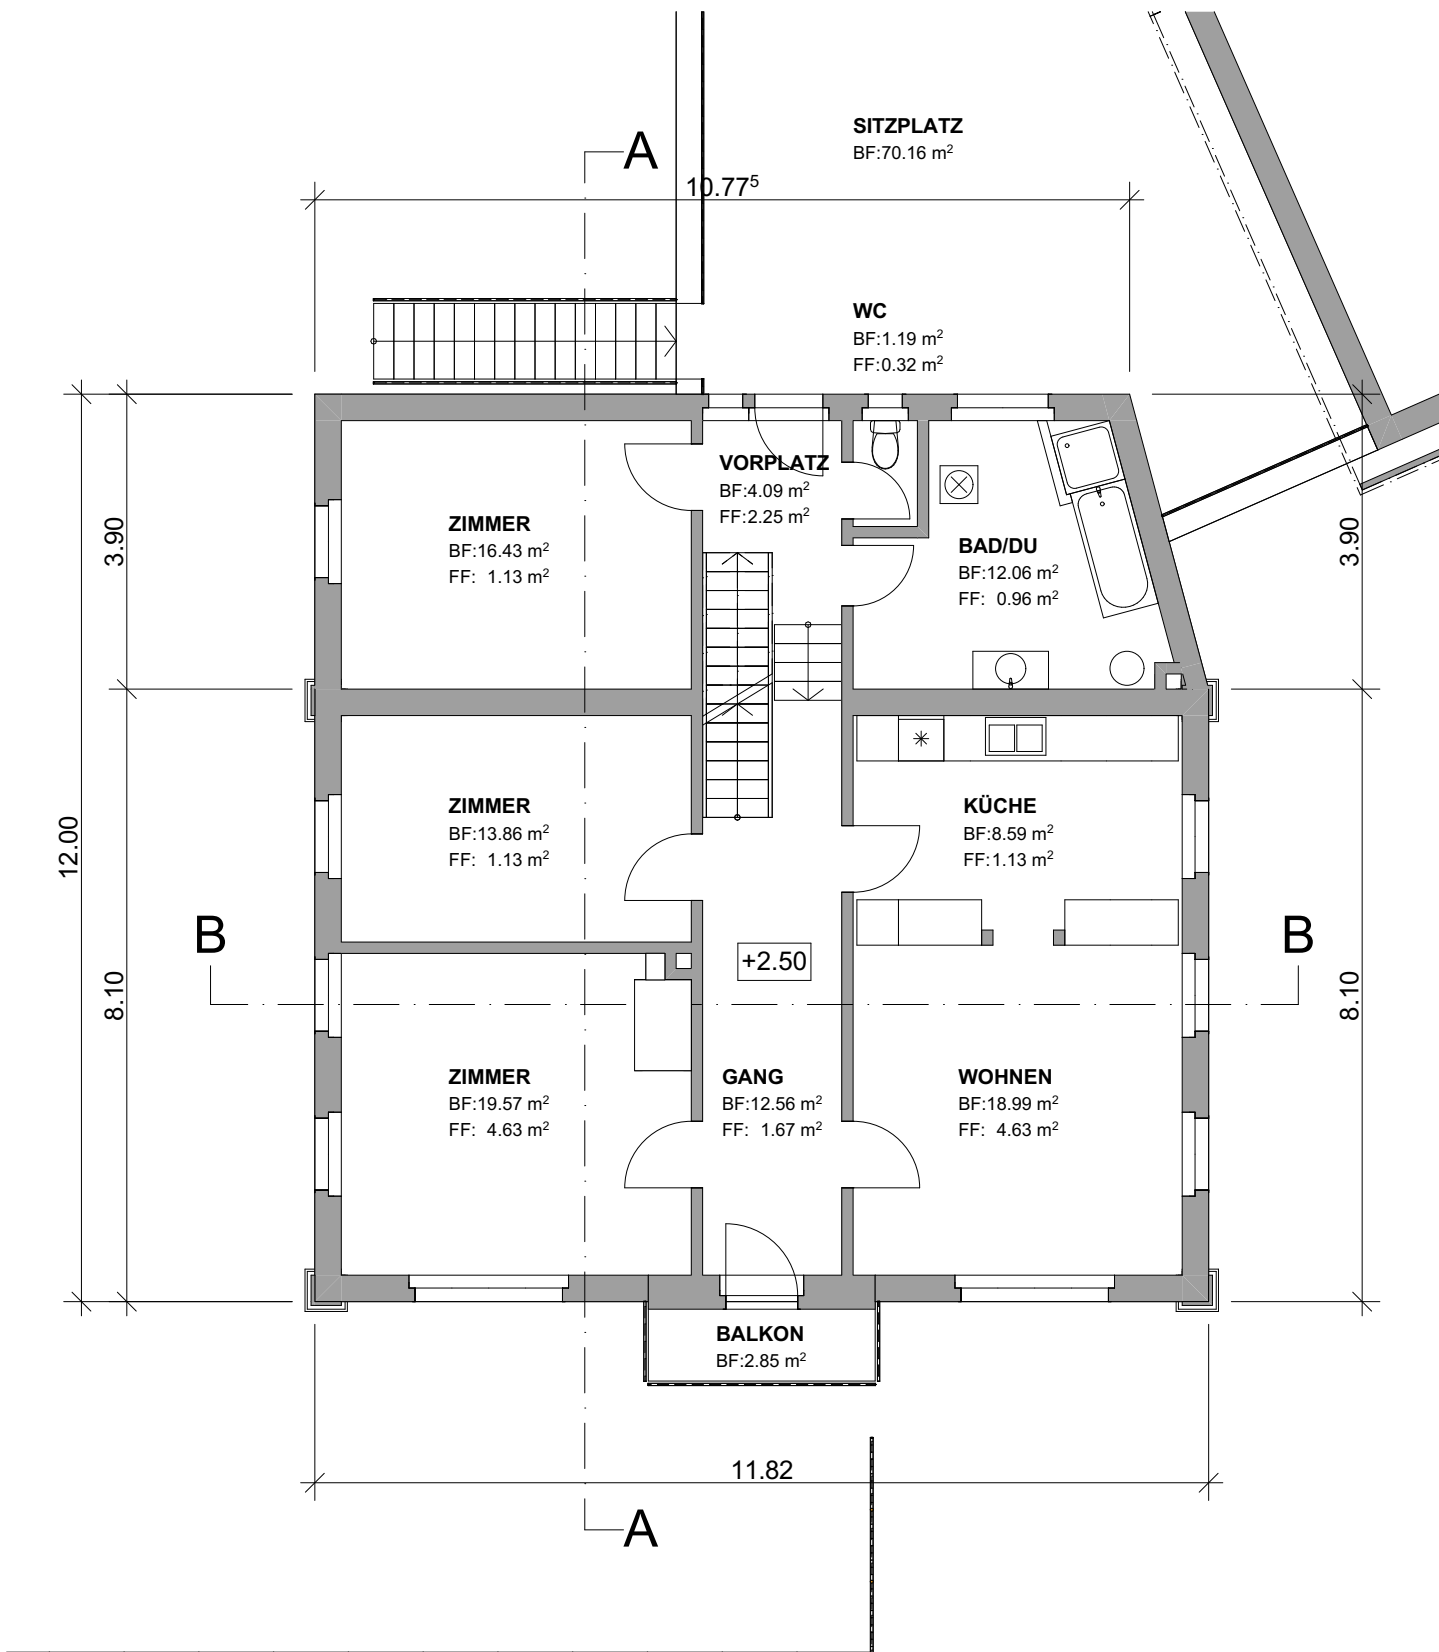 SITZPLATZ
BF:70.16 m²
A
10.77⁵
WC
BF:1.19 m²
FF:0.32 m²
VORPLATZ
BF:4.09 m²
FF:2.25 m²
ZIMMER
BF:16.43 m²
FF: 1.13 m²
BAD/DU
BF:12.06 m²
FF: 0.96 m²
3.90
3.90
ZIMMER
BF:13.86 m²
FF: 1.13 m²
KÜCHE
BF:8.59 m²
FF:1.13 m²
12.00
B
B
+2.50
8.10
8.10
ZIMMER
BF:19.57 m²
FF: 4.63 m²
GANG
BF:12.56 m²
FF: 1.67 m²
WOHNEN
BF:18.99 m²
FF: 4.63 m²
BALKON
BF:2.85 m²
11.82
A